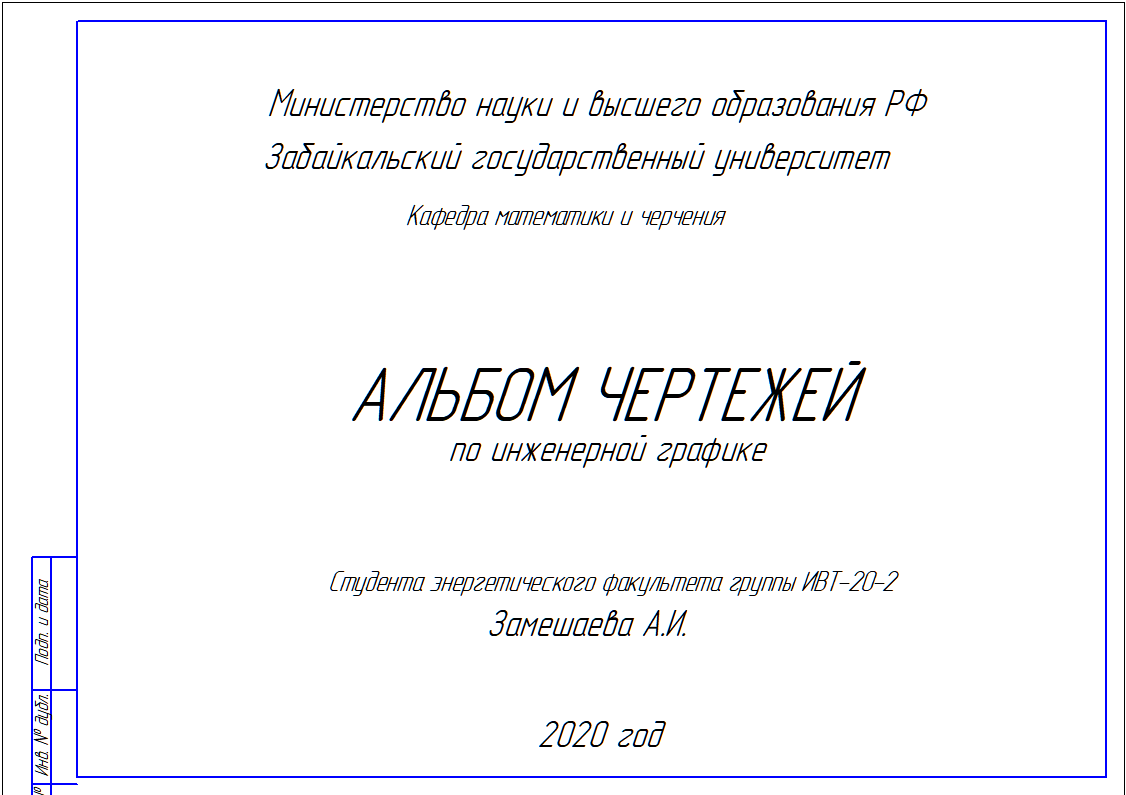 Министерство науки и высшего образования РФ
Забайкальский государственный университет
Кафедра математики и черчения
АЛЬБОМ ЧЕРТЕЖЕЙ
по инженерной графике
Студента энергетического факультета группы ИВТ-20-2
Замешаева А.И.
2020 год
Подп. и дата
Инв. № дубл.